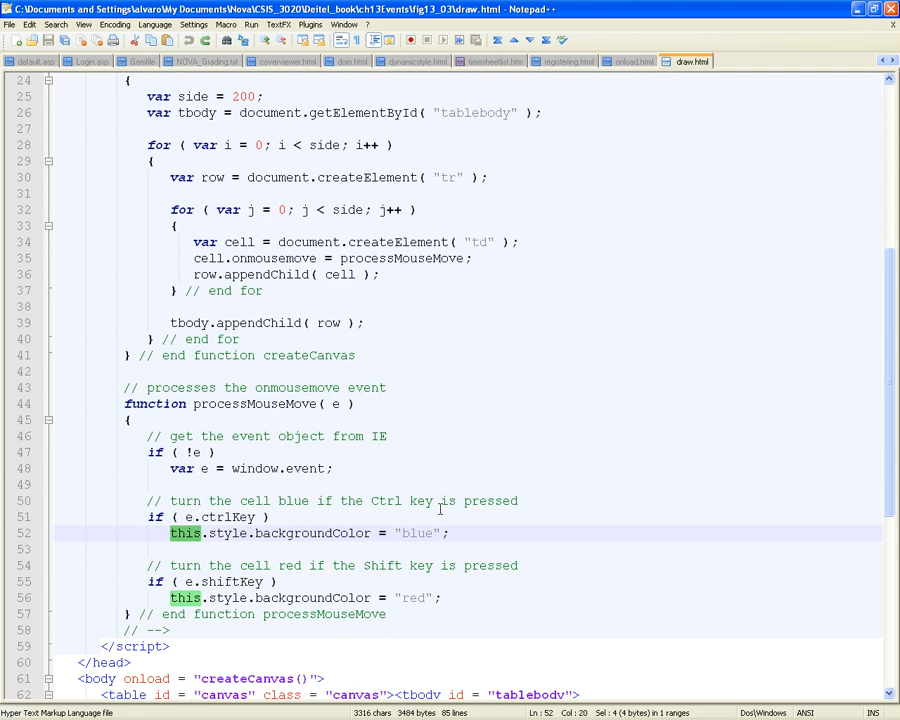 C:\Documents and Settings\alvaro\My Documents\Nova\CSIS_3020\Deitel_book\ch13Events\fig13_03\draw.html - Notepad++
File Edit Search View Encoding Language Settings Macro Run TextFX Plugins Window ?
default.asp Login.asp Gemfile NOVA_Grading.txt coverviewer.html dom.html dynamicstyle.html timesheetlist.htm registering.html onload.html draw.html
24 {
25 var side = 200;
26 var tbody = document.getElementById( "tablebody" );
27
28 for ( var i = 0; i < side; i++ )
29 {
30 var row = document.createElement( "tr" );
31
32 for ( var j = 0; j < side; j++ )
33 {
34 var cell = document.createElement( "td" );
35 cell.onmousemove = processMouseMove;
36 row.appendChild( cell );
37 } // end for
38
39 tbody.appendChild( row );
40 } // end for
41 } // end function createCanvas
42
43 // processes the onmousemove event
44 function processMouseMove( e )
45 {
46 // get the event object from IE
47 if ( !e )
48 var e = window.event;
49
50 // turn the cell blue if the Ctrl key is pressed
51 if ( e.ctrlKey )
52 this.style.backgroundColor = "blue";
53
54 // turn the cell red if the Shift key is pressed
55 if ( e.shiftKey )
56 this.style.backgroundColor = "red";
57 } // end function processMouseMove
58 // -->
59 </script>
60 </head>
61 <body onload = "createCanvas()">
62 <table id = "canvas" class = "canvas"><tbody id = "tablebody">
Hyper Text Markup Language file 3316 chars 3484 bytes 85 lines Ln : 52 Col : 20 Sel : 4 (4 bytes) in 1 ranges Dos\Windows ANSI INS